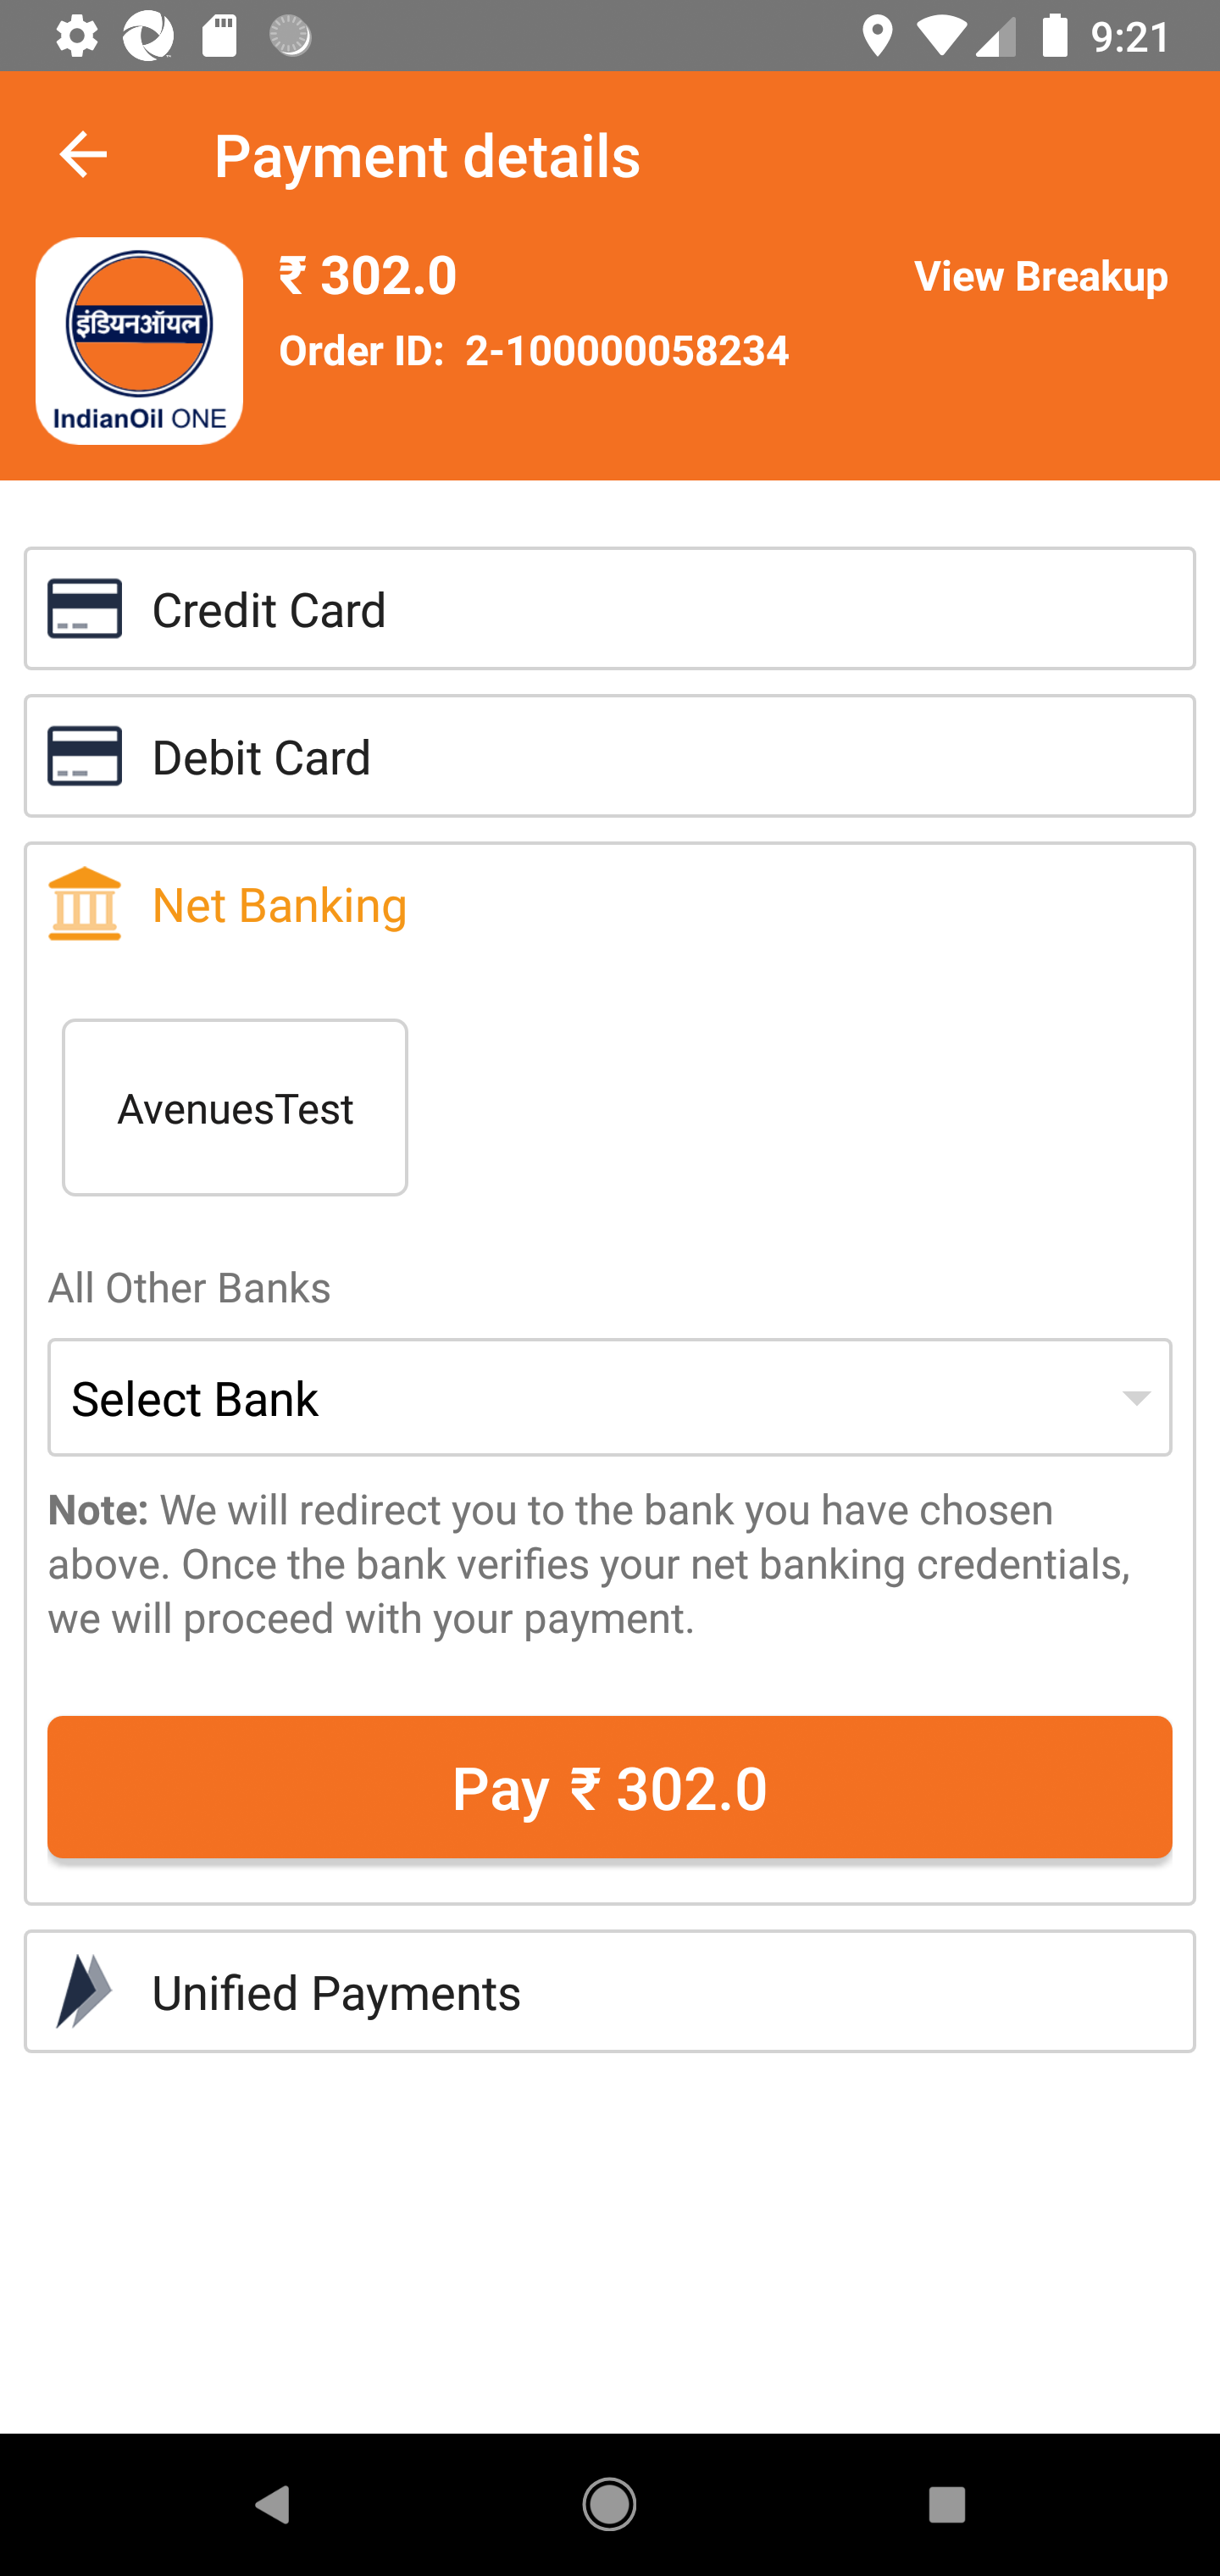 9:21
Payment details
₹ 302.0
View Breakup
Order ID: 2-100000058234
इंडियनऑयल
IndianOil ONE
Credit Card
Debit Card
Net Banking
AvenuesTest
All Other Banks
Select Bank
Note: We will redirect you to the bank you have chosen
above. Once the bank verifies your net banking credentials,
we will proceed with your payment.
Pay ₹ 302.0
Unified Payments